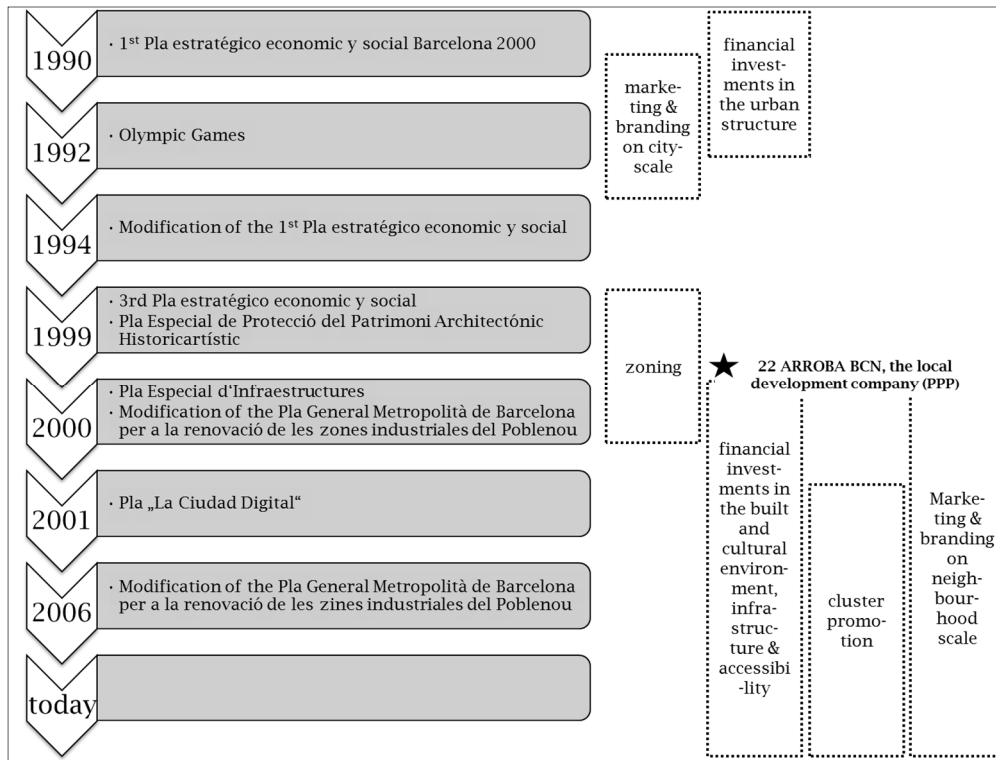 1990
· 1st Pla estratégico economic y social Barcelona 2000
1992
· Olympic Games
1994
· Modification of the 1st Pla estratégico economic y social
1999
· 3rd Pla estratégico economic y social
· Pla Especial de Protecció del Patrimoni Architectónic
Historicartístic
2000
· Pla Especial d‘Infraestructures
· Modification of the Pla General Metropolità de Barcelona
per a la renovació de les zones industriales del Poblenou
2001
· Pla „La Ciudad Digital“
2006
· Modification of the Pla General Metropolità de Barcelona
per a la renovació de les zines industriales del Poblenou
today
marke-
ting &
branding
on city-
scale
financial
invest-
ments in
the urban
structure
zoning
22 ARROBA BCN, the local
development company (PPP)
financial
invest-
ments in
the built
and
cultural
environ-
ment,
infra-
struc-
ture &
accessibi
-lity
cluster
promo-
tion
Marke-
ting &
branding
on
neigh-
bour-
hood
scale